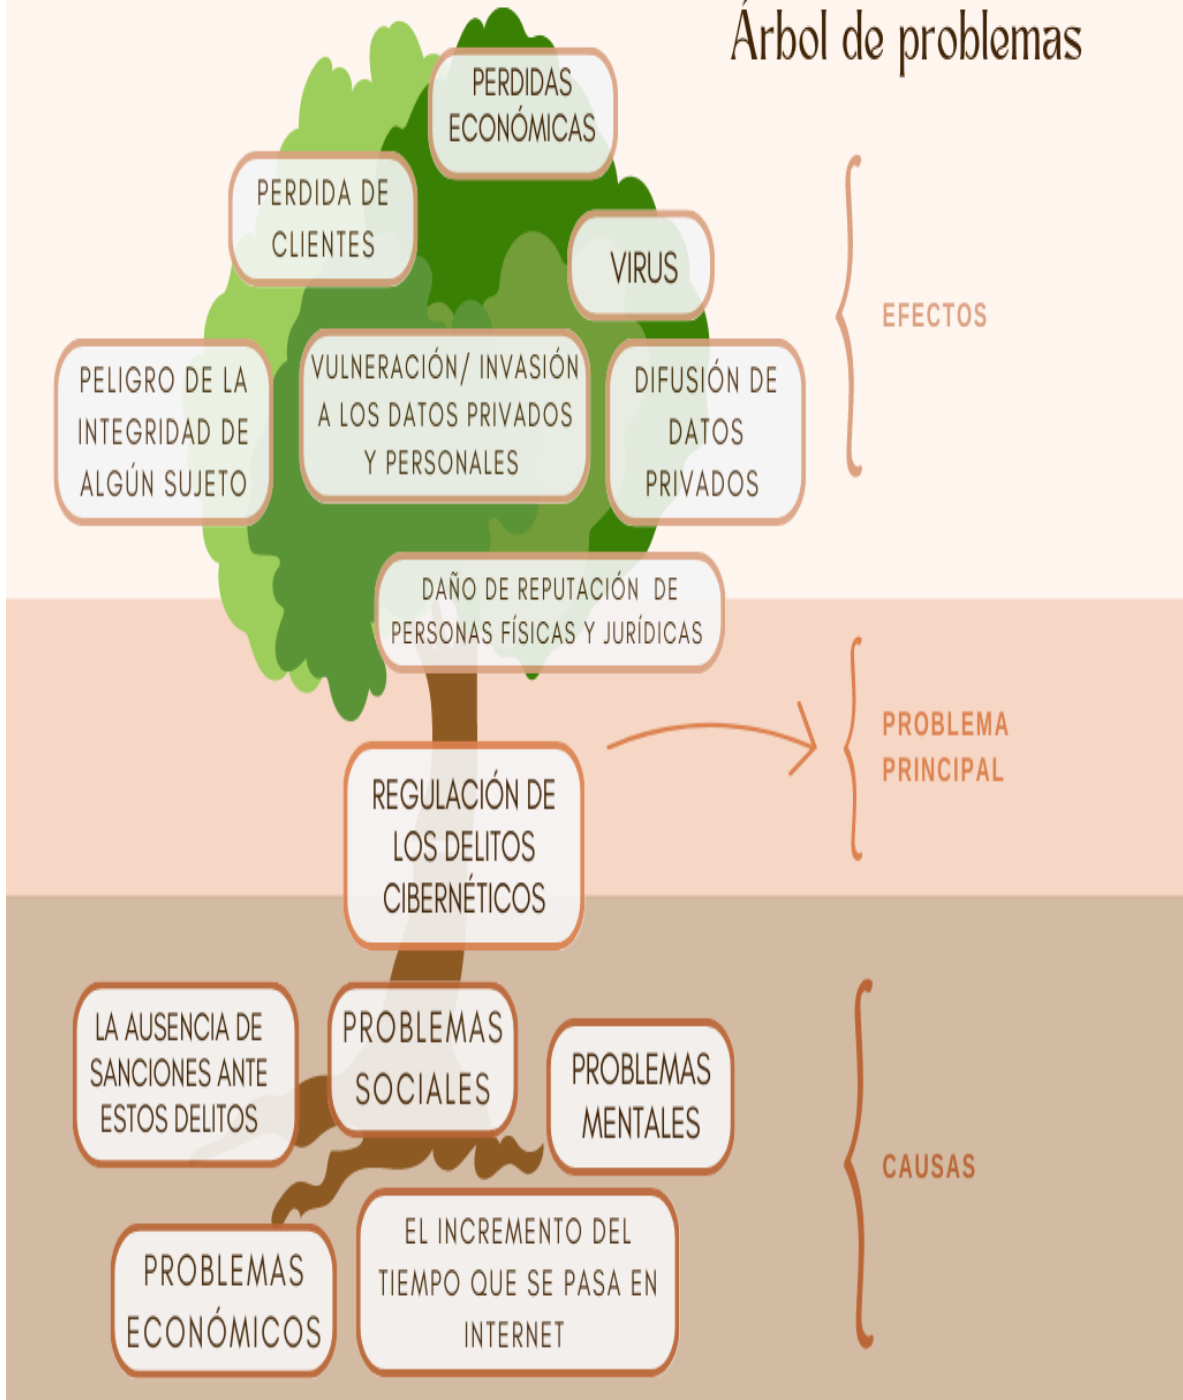 Árbol de problemas
PERDIDAS
ECONÓMICAS
PERDIDA DE
CLIENTES
VIRUS
EFECTOS
PELIGRO DE LA
INTEGRIDAD DE
ALGÚN SUJETO
VULNERACIÓN/ INVASIÓN
A LOS DATOS PRIVADOS
Y PERSONALES
DIFUSIÓN DE
DATOS
PRIVADOS
DAÑO DE REPUTACIÓN DE
PERSONAS FÍSICAS Y JURÍDICAS
PROBLEMA
PRINCIPAL
REGULACIÓN DE
LOS DELITOS
CIBERNÉTICOS
LA AUSENCIA DE
SANCIONES ANTE
ESTOS DELITOS
PROBLEMAS
SOCIALES
PROBLEMAS
MENTALES
CAUSAS
PROBLEMAS
ECONÓMICOS
EL INCREMENTO DEL
TIEMPO QUE SE PASA EN
INTERNET